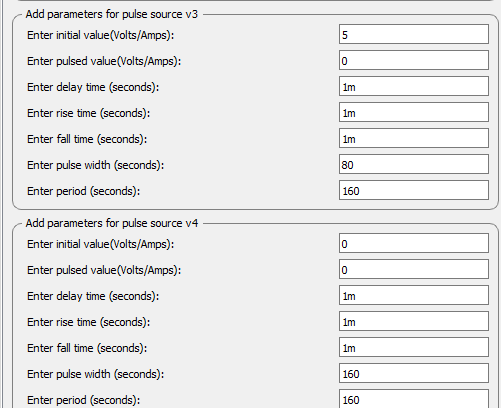 Add parameters for pulse source v3
Enter initial value(Volts/Amps): 5
Enter pulsed value(Volts/Amps): 0
Enter delay time (seconds): 1m
Enter rise time (seconds): 1m
Enter fall time (seconds): 1m
Enter pulse width (seconds): 80
Enter period (seconds): 160
Add parameters for pulse source v4
Enter initial value(Volts/Amps): 0
Enter pulsed value(Volts/Amps): 0
Enter delay time (seconds): 1m
Enter rise time (seconds): 1m
Enter fall time (seconds): 1m
Enter pulse width (seconds): 160
Enter period (seconds): 160